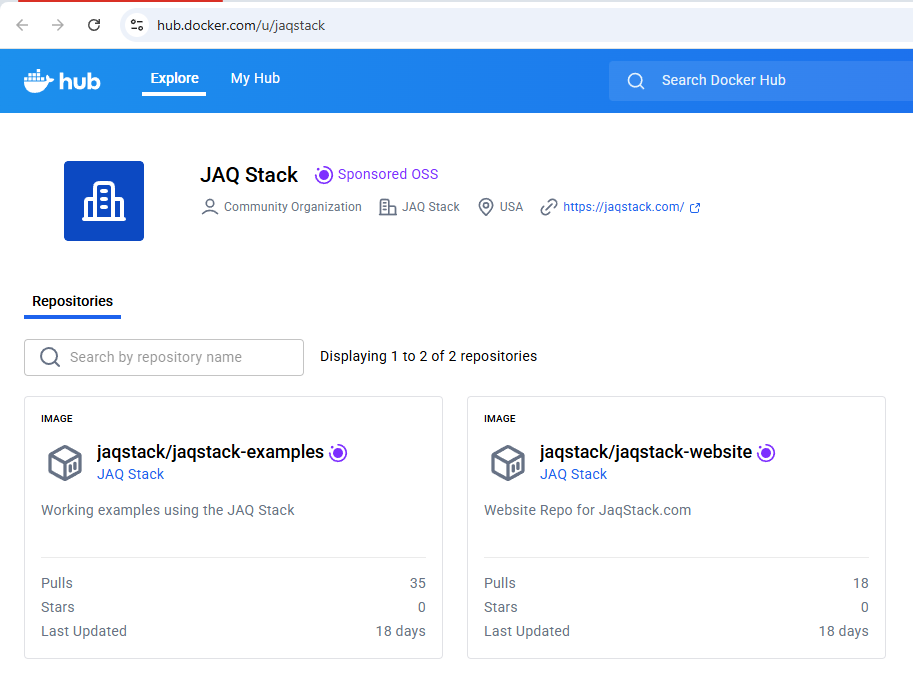 hub.docker.com/u/jaqstack
hub
Explore
My Hub
Search Docker Hub
JAQ Stack
Sponsored OSS
Community Organization
JAQ Stack
USA
https://jaqstack.com/
Repositories
Search by repository name
Displaying 1 to 2 of 2 repositories
IMAGE
jaqstack/jaqstack-examples
JAQ Stack
Working examples using the JAQ Stack
Pulls 35
Stars 0
Last Updated 18 days
IMAGE
jaqstack/jaqstack-website
JAQ Stack
Website Repo for JaqStack.com
Pulls 18
Stars 0
Last Updated 18 days